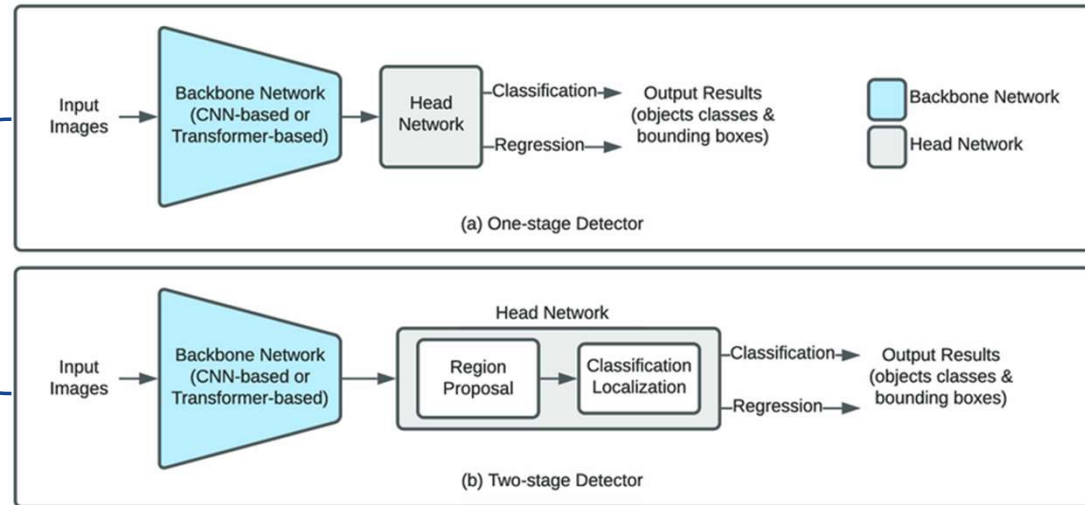 Input
Images
Backbone Network
(CNN-based or
Transformer-based)
Head
Network
Classification
Regression
Output Results
(objects classes &
bounding boxes)
Backbone Network
Head Network
(a) One-stage Detector
Input
Images
Backbone Network
(CNN-based or
Transformer-based)
Head Network
Region
Proposal
Classification
Localization
Classification
Regression
Output Results
(objects classes &
bounding boxes)
(b) Two-stage Detector